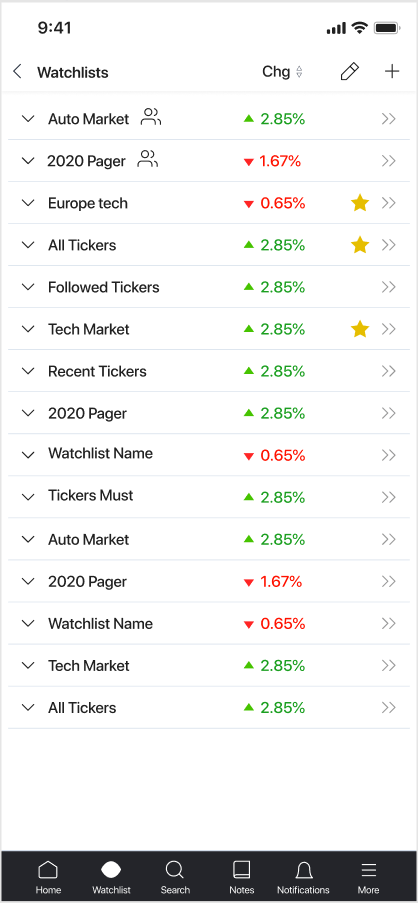 9:41
Watchlists Chg
Auto Market 2.85%
2020 Pager 1.67%
Europe tech 0.65%
All Tickers 2.85%
Followed Tickers 2.85%
Tech Market 2.85%
Recent Tickers 2.85%
2020 Pager 2.85%
Watchlist Name 0.65%
Tickers Must 2.85%
Auto Market 2.85%
2020 Pager 1.67%
Watchlist Name 0.65%
Tech Market 2.85%
All Tickers 2.85%
Home Watchlist Search Notes Notifications More